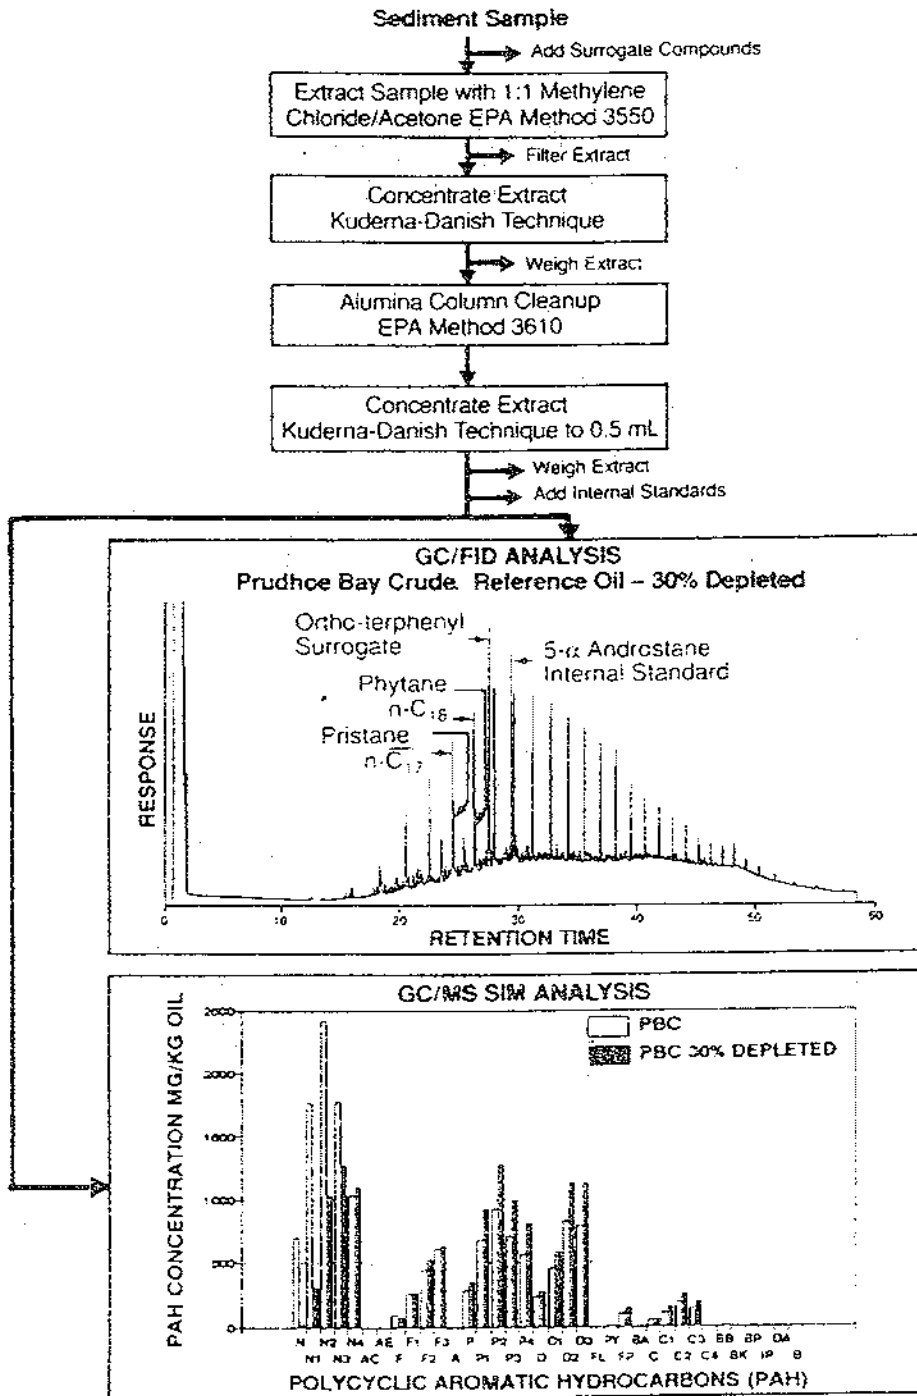 Sediment Sample
Add Surrogate Compounds
Extract Sample with 1:1 Methylene
Chloride/Acetone EPA Method 3550
Filter Extract
Concentrate Extract
Kuderna-Danish Technique
Weigh Extract
Alumina Column Cleanup
EPA Method 3610
Concentrate Extract
Kuderna-Danish Technique to 0.5 mL
Weigh Extract
Add Internal Standards
GC/FID ANALYSIS
Prudhoe Bay Crude. Reference Oil – 30% Depleted
Ortho-terphenyl
Surrogate
5-α Androstane
Internal Standard
Phytane
n-C18
Pristane
n-C17
RESPONSE
0 10 20 30 40 50 60
RETENTION TIME
GC/MS SIM ANALYSIS
PBC
PBC 30% DEPLETED
PAH CONCENTRATION MG/KG OIL
2000
1500
1000
500
0
N N2 N4 AE F1 F3 P P2 P4 D1 D3 PY BA C1 C3 BB BP DA
N1 N3 AC F F2 A P1 P3 D D2 FL FP C C2 C4 BK IP B
POLYCYCLIC AROMATIC HYDROCARBONS (PAH)